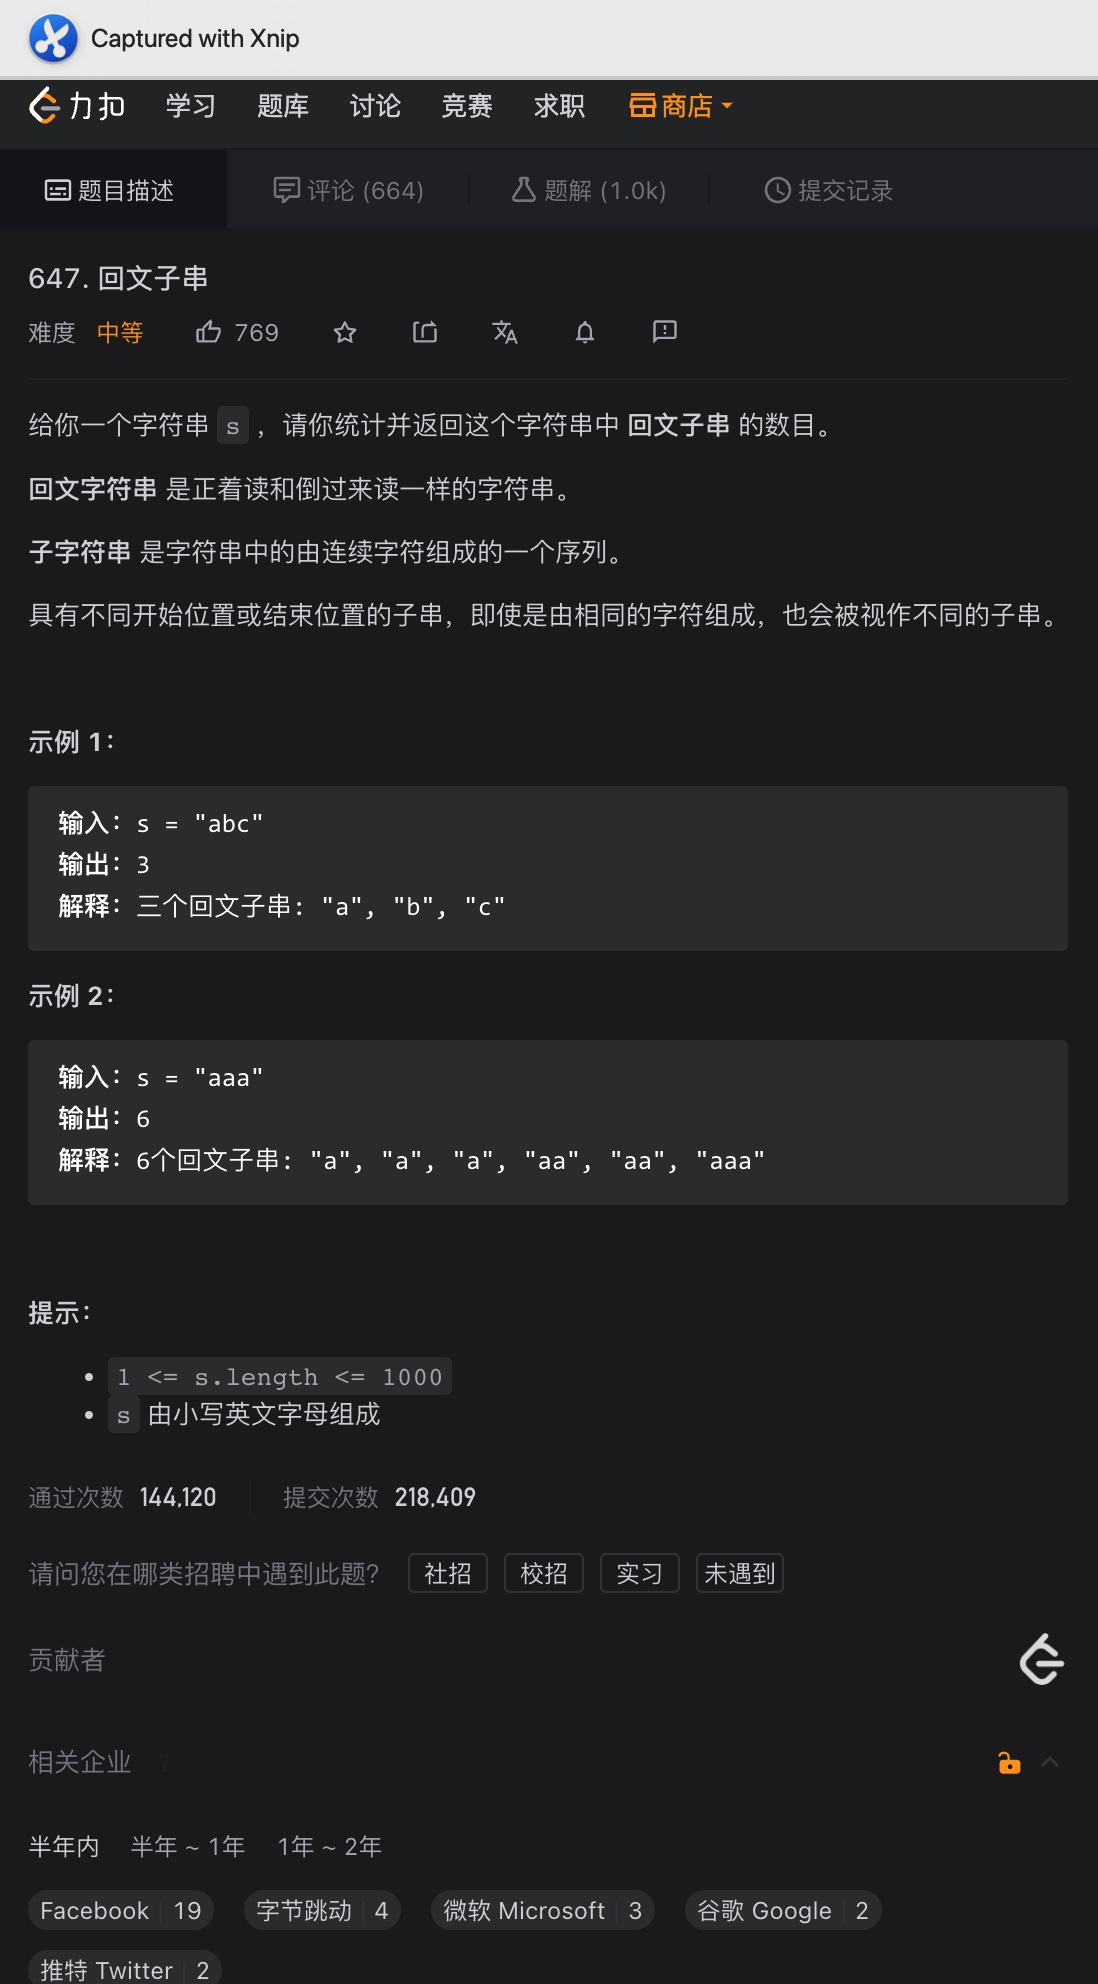 Captured with Xnip
力扣 学习 题库 讨论 竞赛 求职 商店
题目描述 评论 (664) 题解 (1.0k) 提交记录
647. 回文子串
难度 中等 769
给你一个字符串 s ，请你统计并返回这个字符串中 回文子串 的数目。
回文字符串 是正着读和倒过来读一样的字符串。
子字符串 是字符串中的由连续字符组成的一个序列。
具有不同开始位置或结束位置的子串，即使是由相同的字符组成，也会被视作不同的子串。
示例 1：
输入：s = "abc"
输出：3
解释：三个回文子串: "a", "b", "c"
示例 2：
输入：s = "aaa"
输出：6
解释：6个回文子串: "a", "a", "a", "aa", "aa", "aaa"
提示：
1 <= s.length <= 1000
s 由小写英文字母组成
通过次数 144,120 提交次数 218,409
请问您在哪类招聘中遇到此题? 社招 校招 实习 未遇到
贡献者
相关企业
半年内 半年 ~ 1年 1年 ~ 2年
Facebook 19 字节跳动 4 微软 Microsoft 3 谷歌 Google 2
推特 Twitter 2